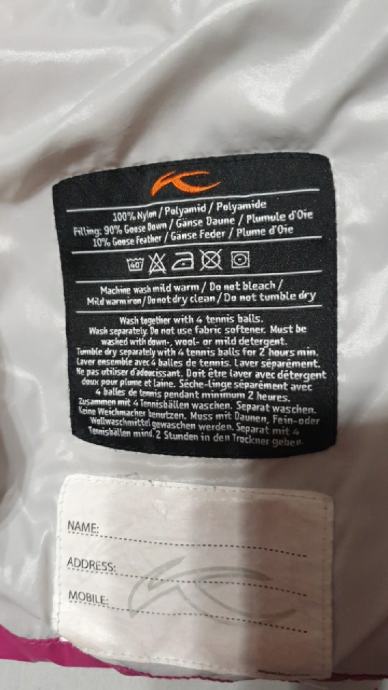 100% Nylon / Polyamid / Polyamide
Filling: 90% Goose Down / Gänse Daune / Plumule d'Oie
10% Goose Feather / Gänse Feder / Plume d'Oie
40°
Machine wash mild warm / Do not bleach /
Mild warm iron / Do not dry clean / Do not tumble dry
Wash together with 4 tennis balls.
Wash separately. Do not use fabric softener. Must be
washed with down-, wool- or mild detergent.
Tumble dry separately with 4 tennis balls for 2 hours min.
Laver ensemble avec 4 balles de tennis. Laver séparément.
Ne pas utiliser d'adoucissant. Doit être laver avec détergent
doux pour plume et laine. Sèche-linge séparément avec
4 balles de tennis pendant minimum 2 heures.
Zusammen mit 4 Tennisbällen waschen. Separat waschen.
Keine Weichmacher benutzen. Muss mit Daunen, Fein-oder
Wollwaschmittel gewaschen werden. Separat mit 4
Tennisbällen mind. 2 Stunden in den Trockner geben.
NAME:
ADDRESS:
MOBILE: